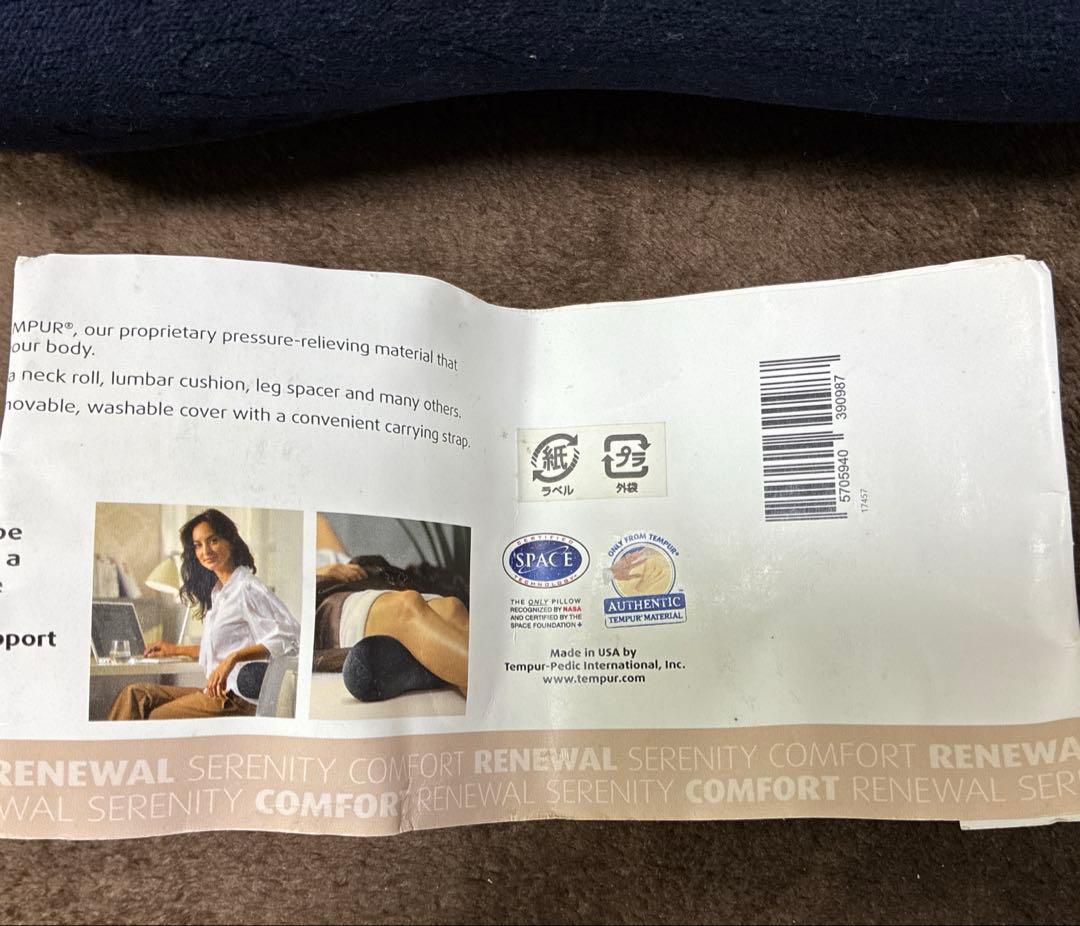 MPUR®, our proprietary pressure-relieving material that
our body.
a neck roll, lumbar cushion, leg spacer and many others.
movable, washable cover with a convenient carrying strap.
be
a
pport
紙
ラベル
プラ
外袋
CERTIFIED
SPACE
TECHNOLOGY
THE ONLY PILLOW
RECOGNIZED BY NASA
AND CERTIFIED BY THE
SPACE FOUNDATION +
ONLY FROM TEMPUR®
AUTHENTIC
TEMPUR® MATERIAL
Made in USA by
Tempur-Pedic International, Inc.
www.tempur.com
5705940 390987
17457
RENEWAL SERENITY COMFORT RENEWAL SERENITY COMFORT RENEWA
WAL SERENITY COMFORT RENEWAL SERENITY COMFORT RENEWAL SER